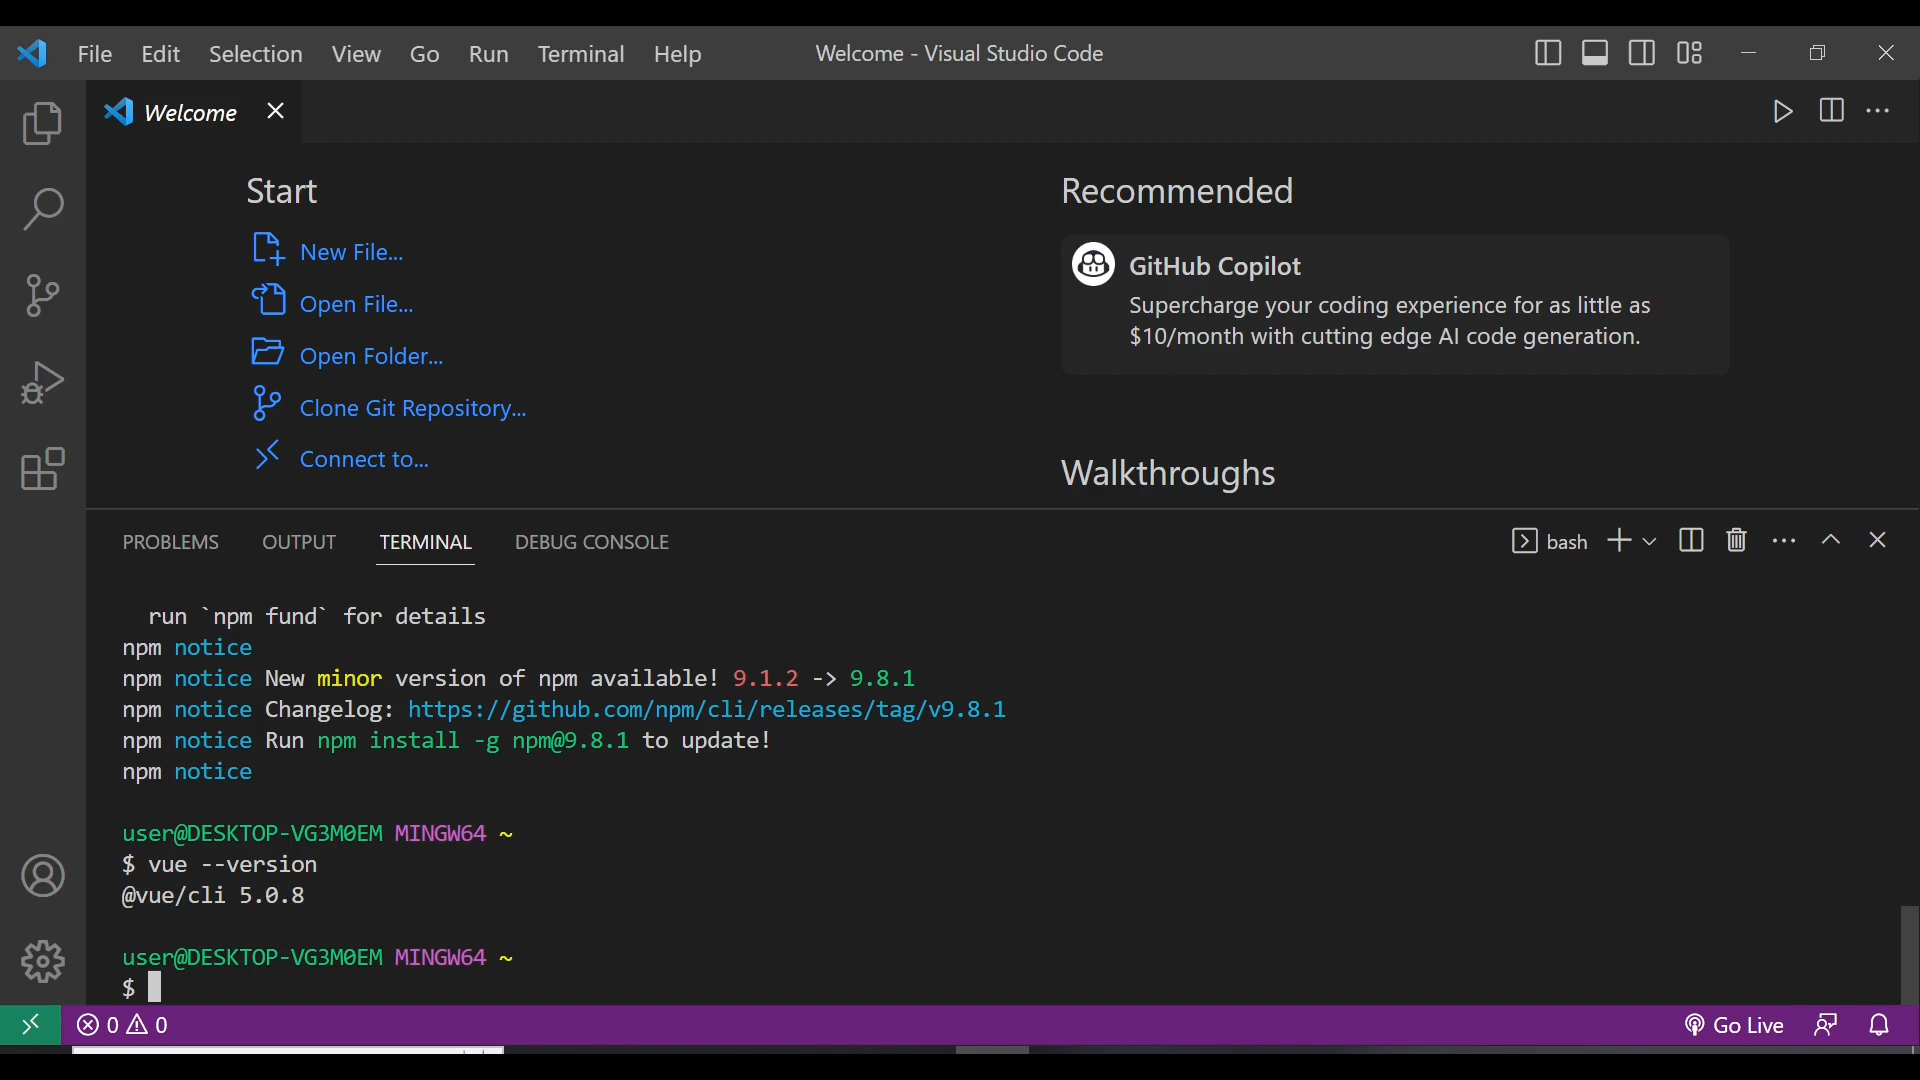 File Edit Selection View Go Run Terminal Help Welcome - Visual Studio Code
Welcome
Start
New File...
Open File...
Open Folder...
Clone Git Repository...
Connect to...
Recommended
GitHub Copilot
Supercharge your coding experience for as little as
$10/month with cutting edge AI code generation.
Walkthroughs
PROBLEMS OUTPUT TERMINAL DEBUG CONSOLE bash
run `npm fund` for details
npm notice
npm notice New minor version of npm available! 9.1.2 -> 9.8.1
npm notice Changelog: https://github.com/npm/cli/releases/tag/v9.8.1
npm notice Run npm install -g npm@9.8.1 to update!
npm notice
user@DESKTOP-VG3M0EM MINGW64 ~
$ vue --version
@vue/cli 5.0.8
user@DESKTOP-VG3M0EM MINGW64 ~
$
0 0 Go Live